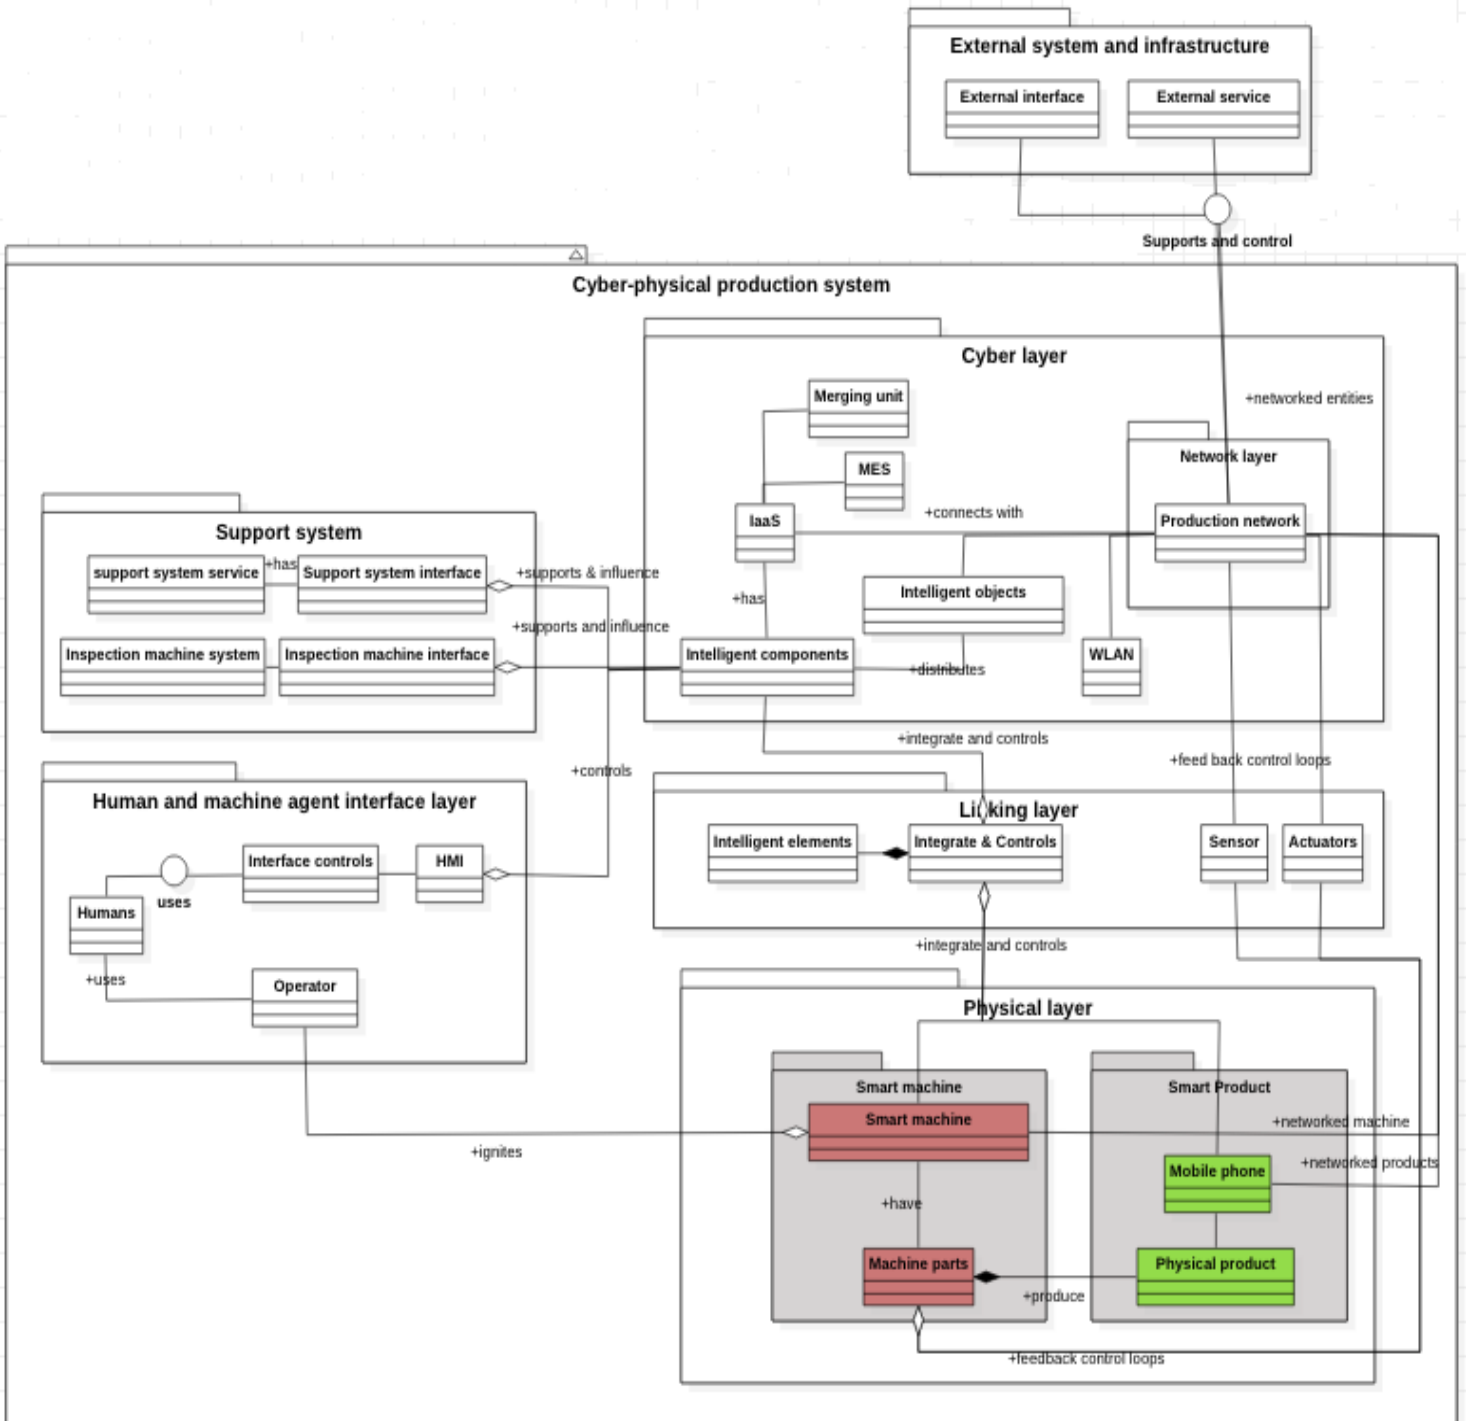 External system and infrastructure
External interface
External service
Supports and control
Cyber-physical production system
Cyber layer
Merging unit
+networked entities
MES
Network layer
IaaS
+connects with
Production network
Support system
support system service
+has
Support system interface
+supports & influence
Intelligent objects
+has
+supports and influence
Inspection machine system
Inspection machine interface
Intelligent components
+distributes
WLAN
+integrate and controls
+feed back control loops
+controls
Human and machine agent interface layer
Linking layer
Intelligent elements
Integrate & Controls
Sensor
Actuators
Interface controls
HMI
uses
Humans
+integrate and controls
+uses
Operator
Physical layer
Smart machine
Smart Product
Smart machine
+networked machine
+ignites
+networked products
Mobile phone
+have
Machine parts
Physical product
+produce
+feedback control loops